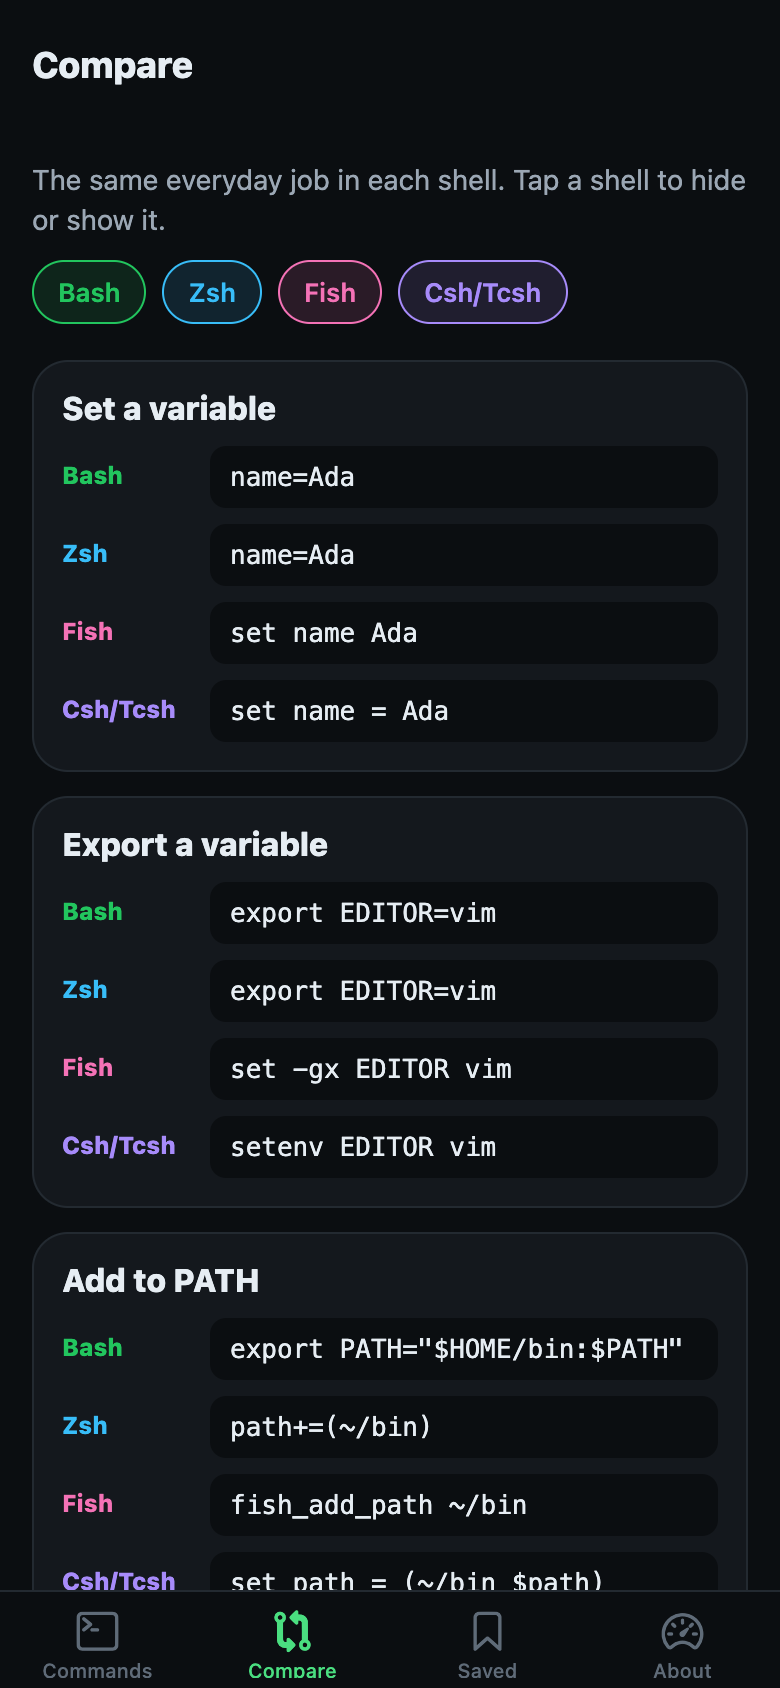 Compare
The same everyday job in each shell. Tap a shell to hide
or show it.
Bash Zsh Fish Csh/Tcsh
Set a variable
Bash name=Ada
Zsh name=Ada
Fish set name Ada
Csh/Tcsh set name = Ada
Export a variable
Bash export EDITOR=vim
Zsh export EDITOR=vim
Fish set -gx EDITOR vim
Csh/Tcsh setenv EDITOR vim
Add to PATH
Bash export PATH="$HOME/bin:$PATH"
Zsh path+=(~/bin)
Fish fish_add_path ~/bin
Csh/Tcsh set path = (~/bin $path)
Commands Compare Saved About